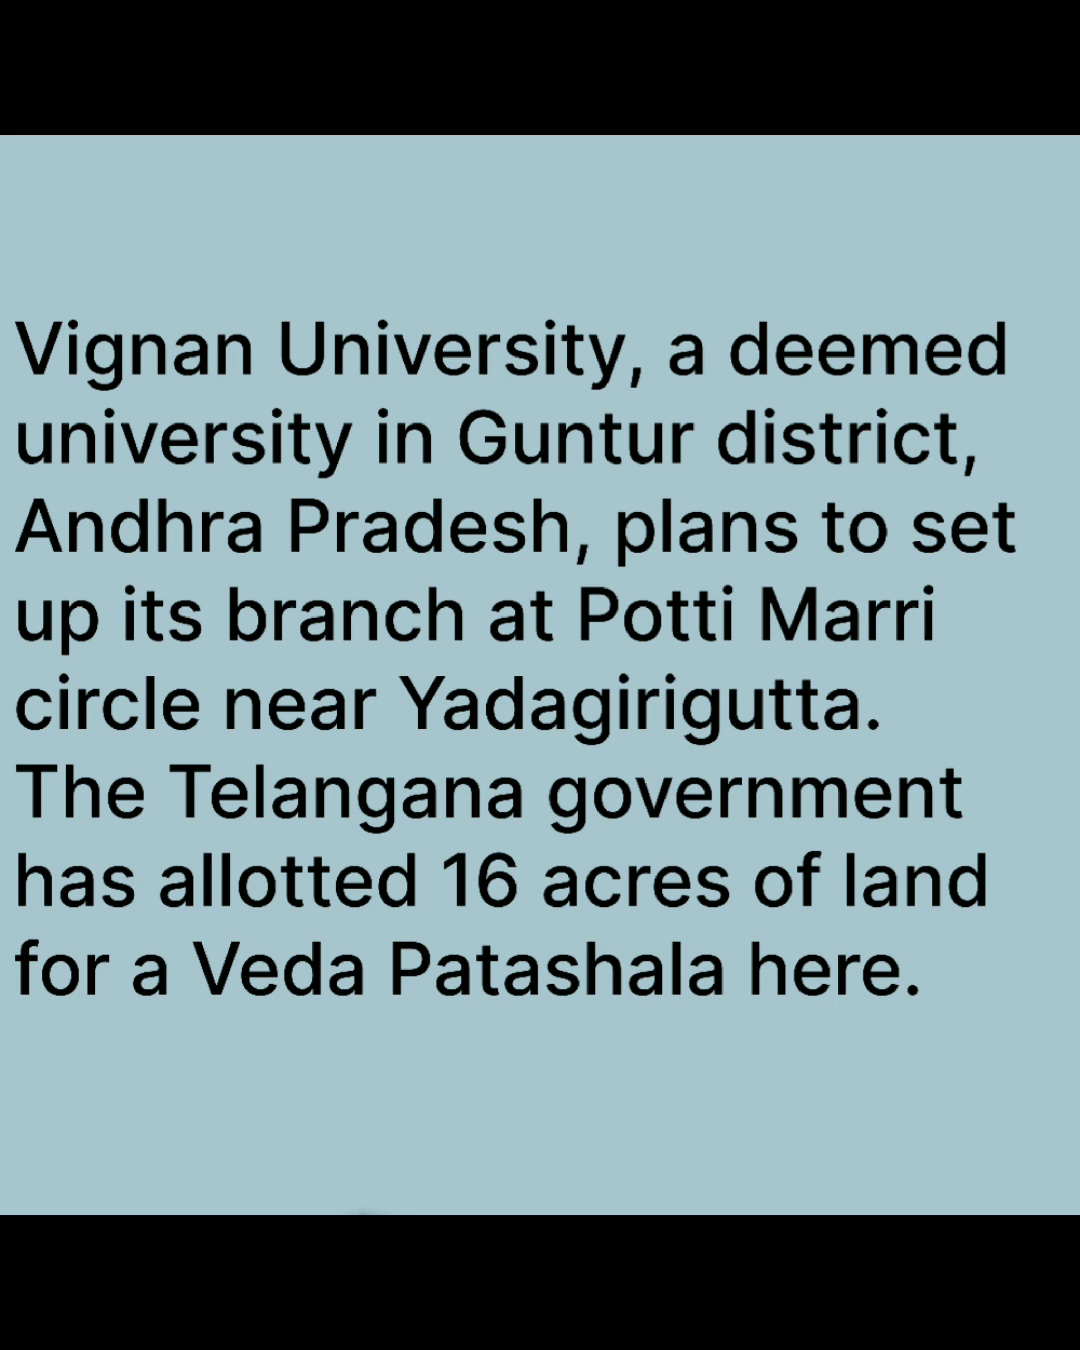 Vignan University, a deemed
university in Guntur district,
Andhra Pradesh, plans to set
up its branch at Potti Marri
circle near Yadagirigutta.
The Telangana government
has allotted 16 acres of land
for a Veda Patashala here.